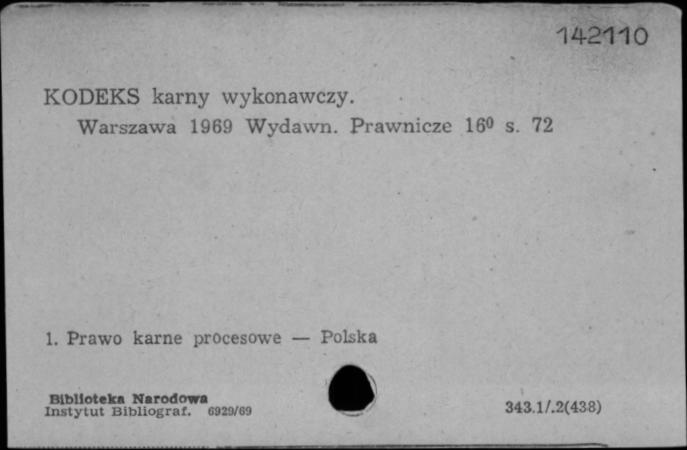 142110
KODEKS karny wykonawczy.
Warszawa 1969 Wydawn. Prawnicze 16⁰ s. 72
1. Prawo karne procesowe — Polska
Biblioteka Narodowa
Instytut Bibliograf. 6929/69
343.1/.2(438)